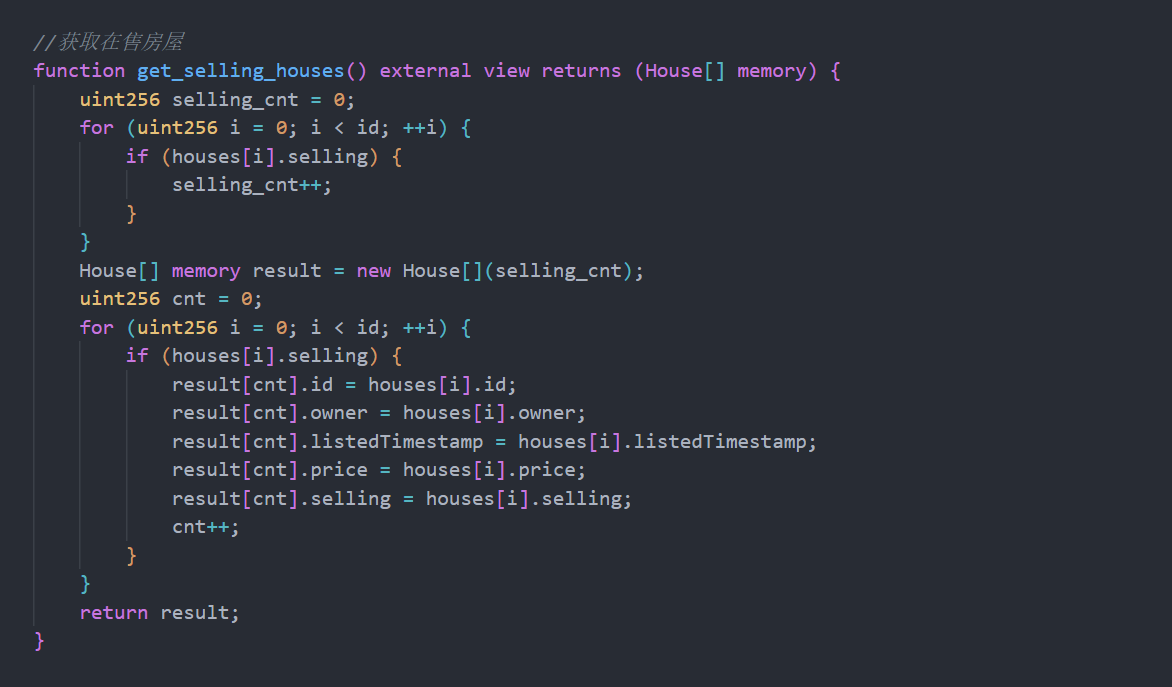 //获取在售房屋
function get_selling_houses() external view returns (House[] memory) {
    uint256 selling_cnt = 0;
    for (uint256 i = 0; i < id; ++i) {
        if (houses[i].selling) {
            selling_cnt++;
        }
    }
    House[] memory result = new House[](selling_cnt);
    uint256 cnt = 0;
    for (uint256 i = 0; i < id; ++i) {
        if (houses[i].selling) {
            result[cnt].id = houses[i].id;
            result[cnt].owner = houses[i].owner;
            result[cnt].listedTimestamp = houses[i].listedTimestamp;
            result[cnt].price = houses[i].price;
            result[cnt].selling = houses[i].selling;
            cnt++;
        }
    }
    return result;
}